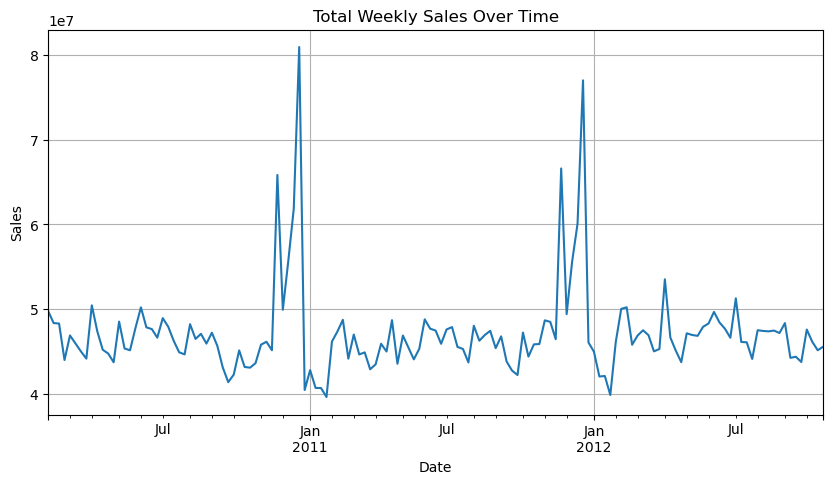 Total Weekly Sales Over Time
1e7
8
7
6
5
4
Sales
Jul
Jan
2011
Jul
Jan
2012
Jul
Date